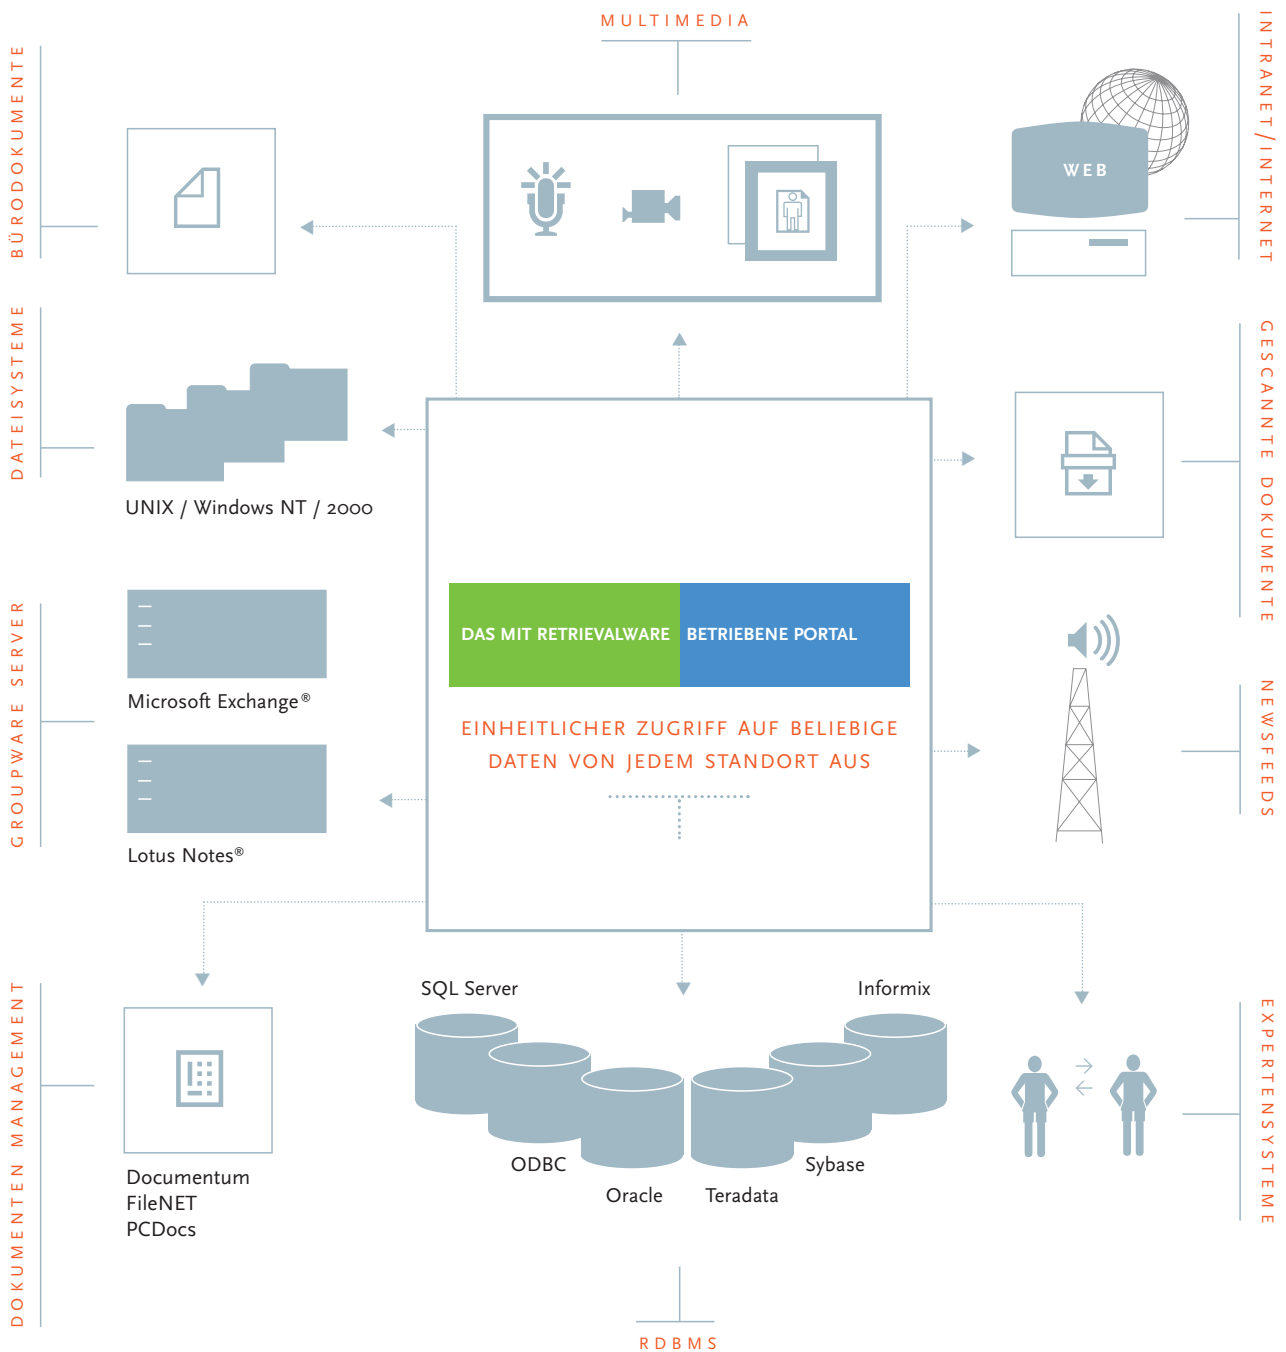 MULTIMEDIA
BÜRODOKUMENTE
INTRANET/INTERNET
WEB
DATEISYSTEME
UNIX / Windows NT / 2000
GESCANNTE DOKUMENTE
GROUPWARE SERVER
Microsoft Exchange®
Lotus Notes®
DAS MIT RETRIEVALWARE BETRIEBENE PORTAL
EINHEITLICHER ZUGRIFF AUF BELIEBIGE
DATEN VON JEDEM STANDORT AUS
NEWSFEEDS
DOKUMENTEN MANAGEMENT
Documentum
FileNET
PCDocs
SQL Server
Informix
ODBC
Sybase
Oracle
Teradata
EXPERTENSYSTEME
RDBMS